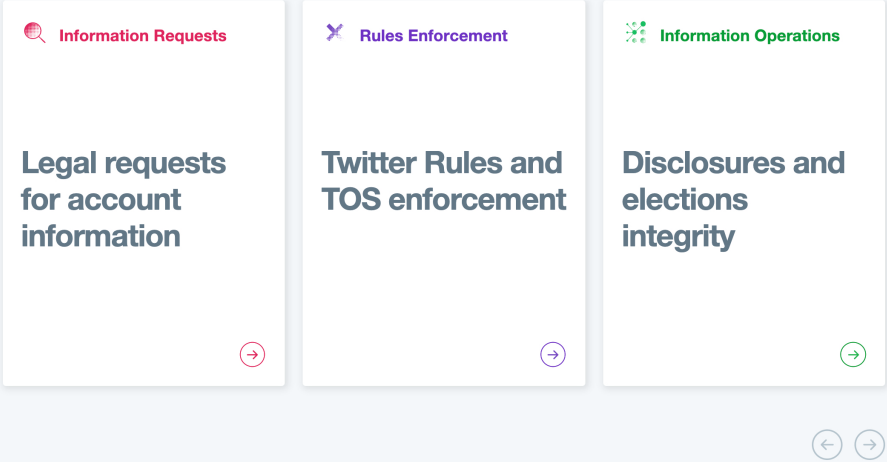 Information Requests
Legal requests
for account
information
Rules Enforcement
Twitter Rules and
TOS enforcement
Information Operations
Disclosures and
elections
integrity